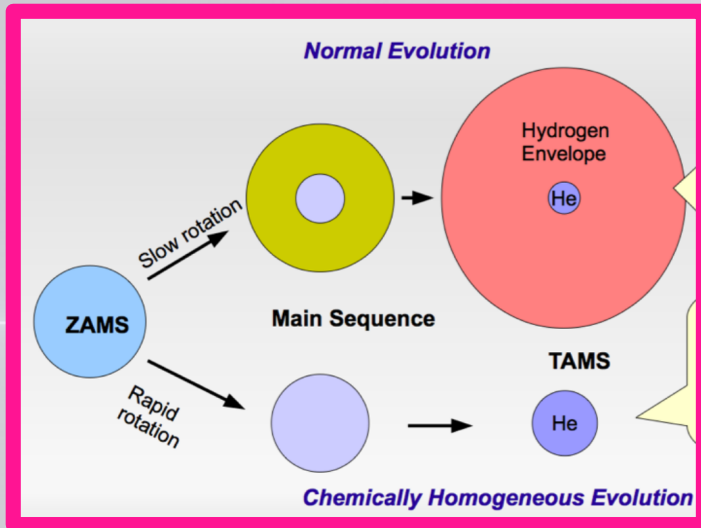 Normal Evolution
Hydrogen
Envelope
He
Slow rotation
ZAMS
Main Sequence
TAMS
Rapid
rotation
He
Chemically Homogeneous Evolution